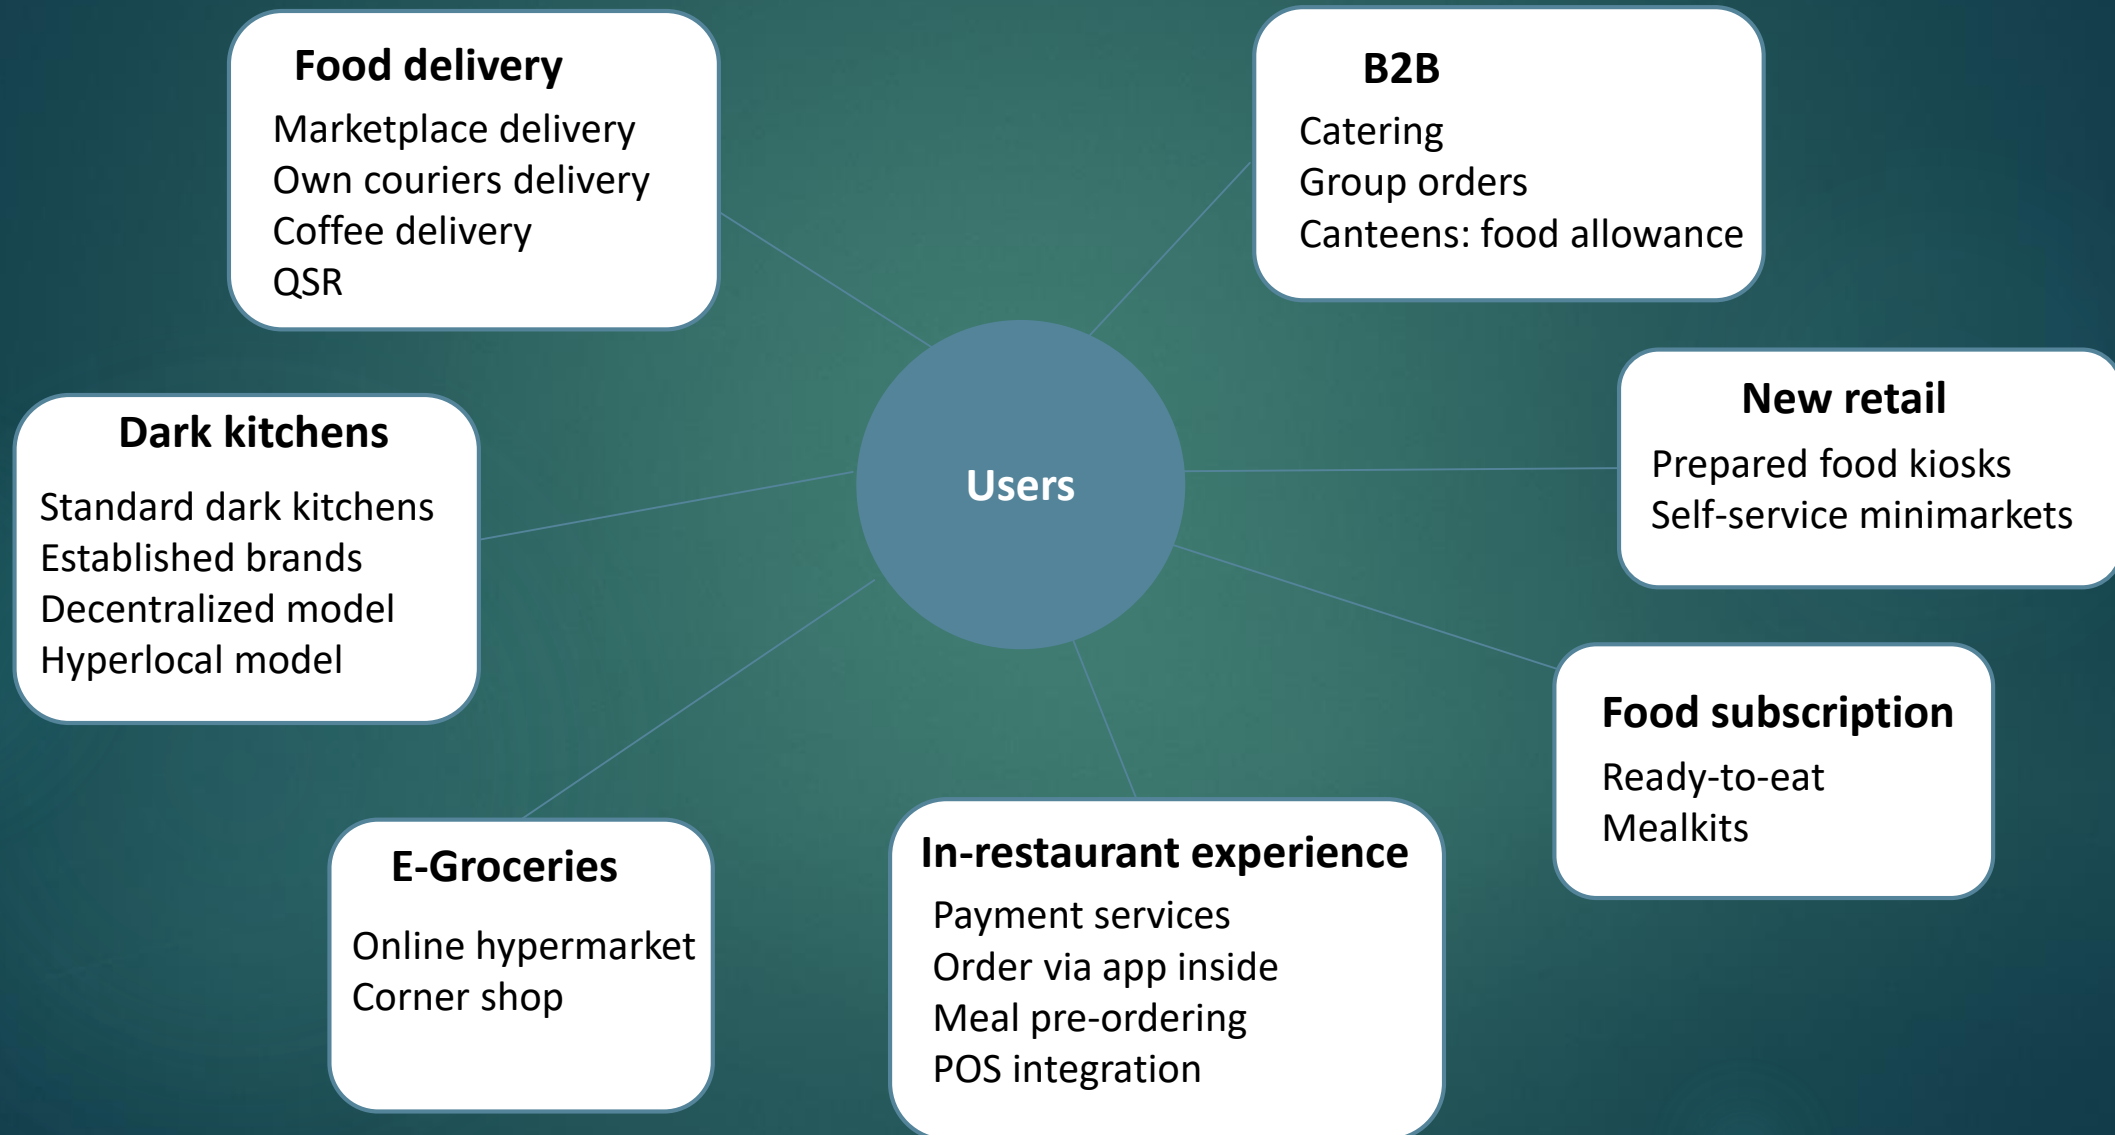 Food delivery
Marketplace delivery
Own couriers delivery
Coffee delivery
QSR
B2B
Catering
Group orders
Canteens: food allowance
Dark kitchens
Standard dark kitchens
Established brands
Decentralized model
Hyperlocal model
Users
New retail
Prepared food kiosks
Self-service minimarkets
Food subscription
Ready-to-eat
Mealkits
E-Groceries
Online hypermarket
Corner shop
In-restaurant experience
Payment services
Order via app inside
Meal pre-ordering
POS integration